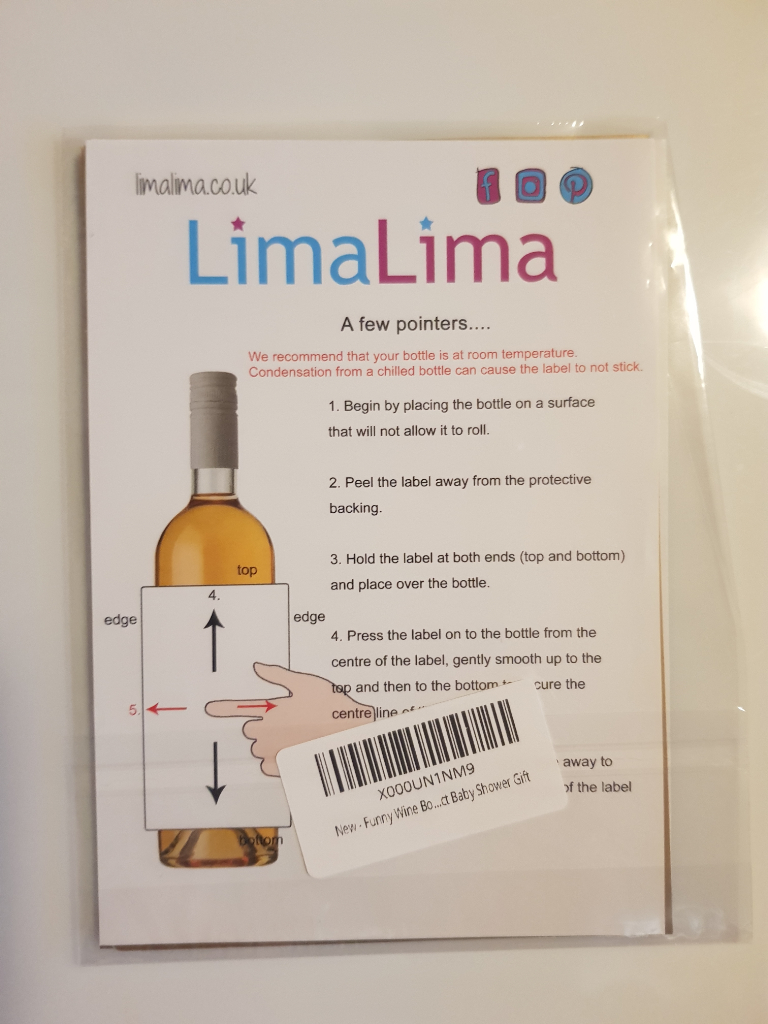 limalima.co.uk
LimaLima
A few pointers....
We recommend that your bottle is at room temperature.
Condensation from a chilled bottle can cause the label to not stick.
1. Begin by placing the bottle on a surface
that will not allow it to roll.
2. Peel the label away from the protective
backing.
3. Hold the label at both ends (top and bottom)
and place over the bottle.
4. Press the label on to the bottle from the
centre of the label, gently smooth up to the
top and then to the bottom cure the
centre line of
away to
of the label
top
4.
edge
edge
5.
bottom
X000UN1NM9
New - Funny Wine Bo...ct Baby Shower Gift